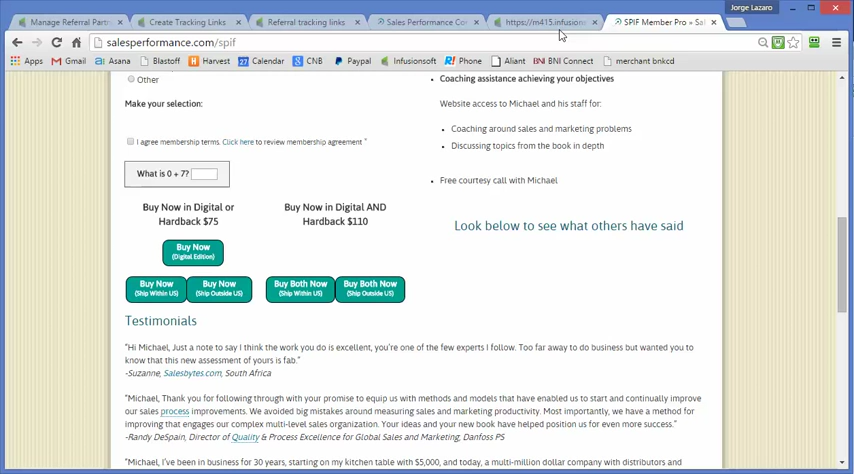 Jorge Lazaro
Manage Referral Partn
Create Tracking Links
Referral tracking links
Sales Performance Co
https://m415.infusions
SPIF Member Pro » Sal
salesperformance.com/spif
Apps
Gmail
Asana
Blastoff
Harvest
27 Calendar
CNB
Paypal
Infusionsoft
Phone
Aliant
BNI BNI Connect
merchant bnkcd
Other
Make your selection:
I agree membership terms. Click here to review membership agreement *
What is 0 + 7?
Buy Now in Digital or
Hardback $75
Buy Now in Digital AND
Hardback $110
Buy Now
(Digital Edition)
Buy Now
(Ship Within US)
Buy Now
(Ship Outside US)
Buy Both Now
(Ship Within US)
Buy Both Now
(Ship Outside US)
• Coaching assistance achieving your objectives
Website access to Michael and his staff for:
• Coaching around sales and marketing problems
• Discussing topics from the book in depth
• Free courtesy call with Michael
Look below to see what others have said
Testimonials
"Hi Michael, Just a note to say I think the work you do is excellent, you're one of the few experts I follow. Too far away to do business but wanted you to
know that this new assessment of yours is fab."
-Suzanne, Salesbytes.com, South Africa
"Michael, Thank you for following through with your promise to equip us with methods and models that have enabled us to start and continually improve
our sales process improvements. We avoided big mistakes around measuring sales and marketing productivity. Most importantly, we have a method for
improving that engages our complex multi-level sales organization. Your ideas and your new book have helped position us for even more success."
-Randy DeSpain, Director of Quality & Process Excellence for Global Sales and Marketing, Danfoss PS
"Michael, I've been in business for 30 years, starting on my kitchen table with $5,000, and today, a multi-million dollar company with distributors and